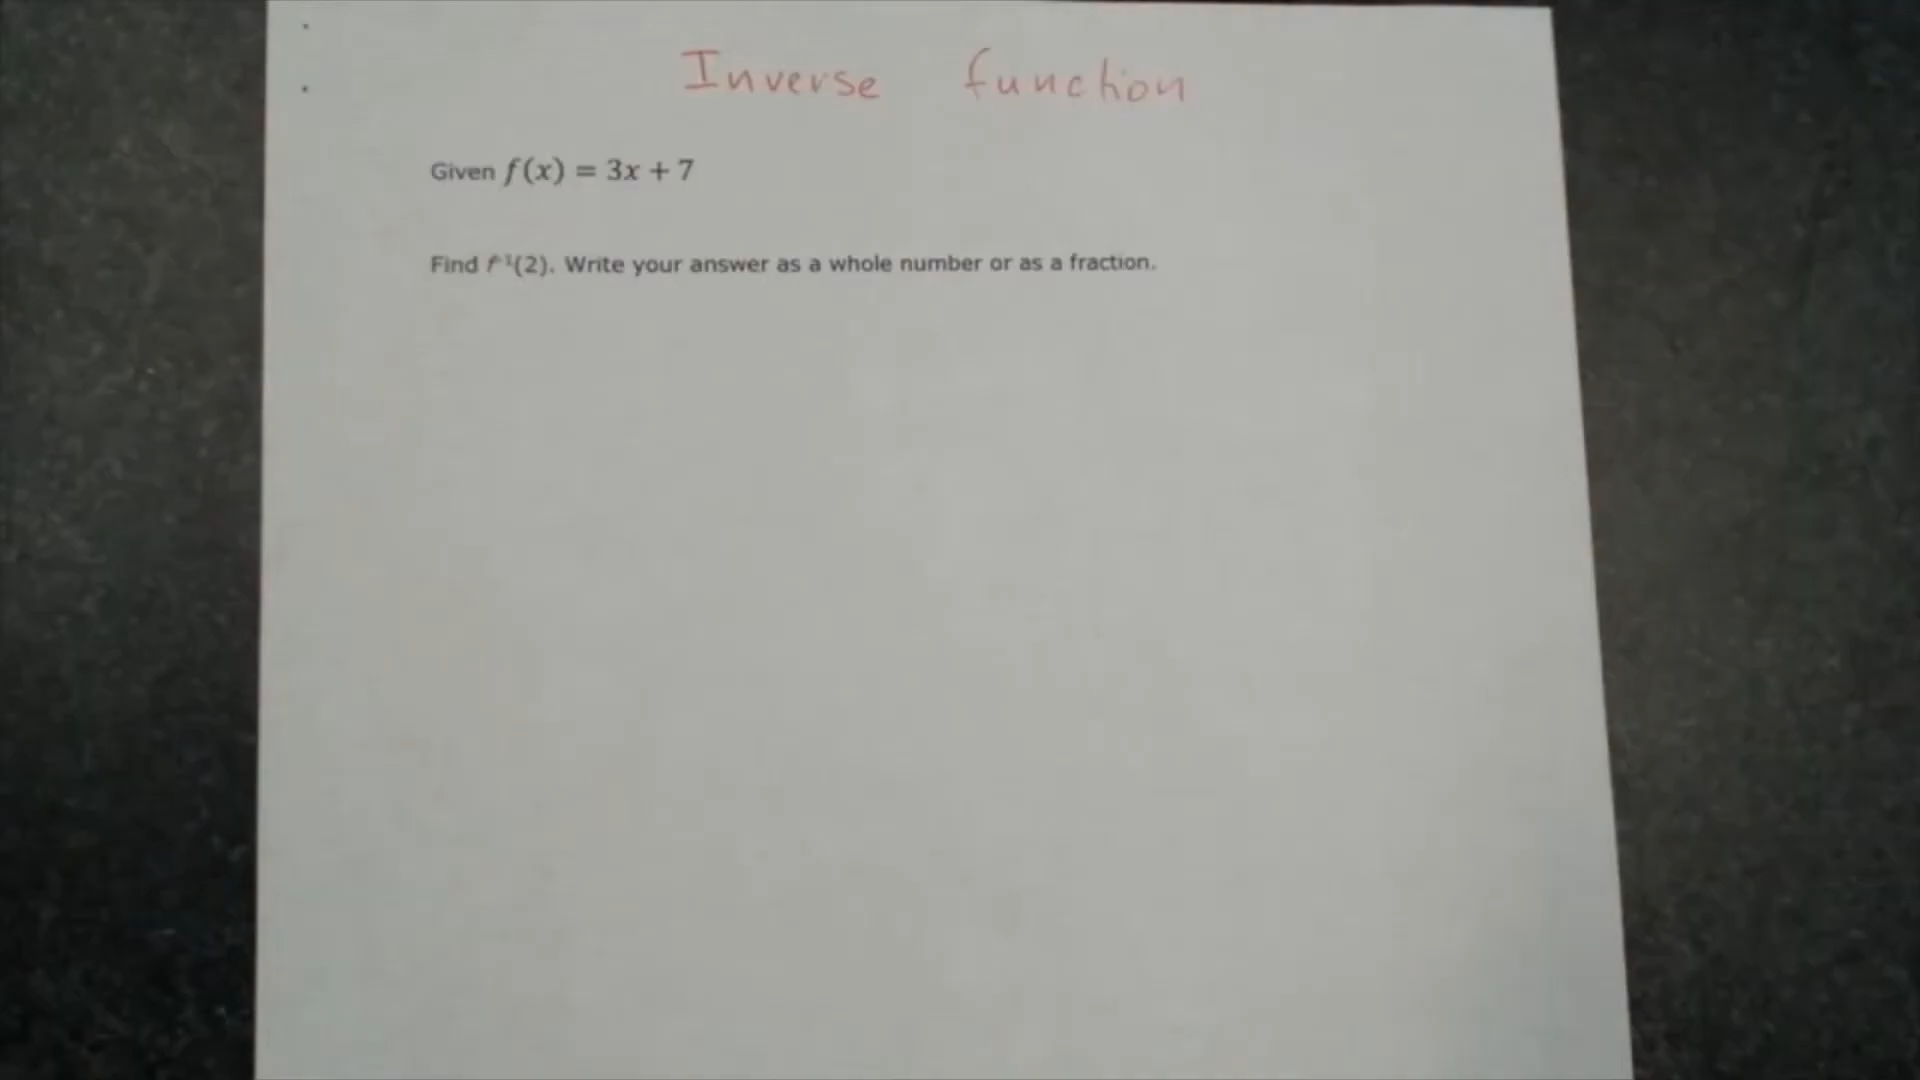 Inverse function
Given f(x) = 3x + 7
Find f⁻¹(2). Write your answer as a whole number or as a fraction.